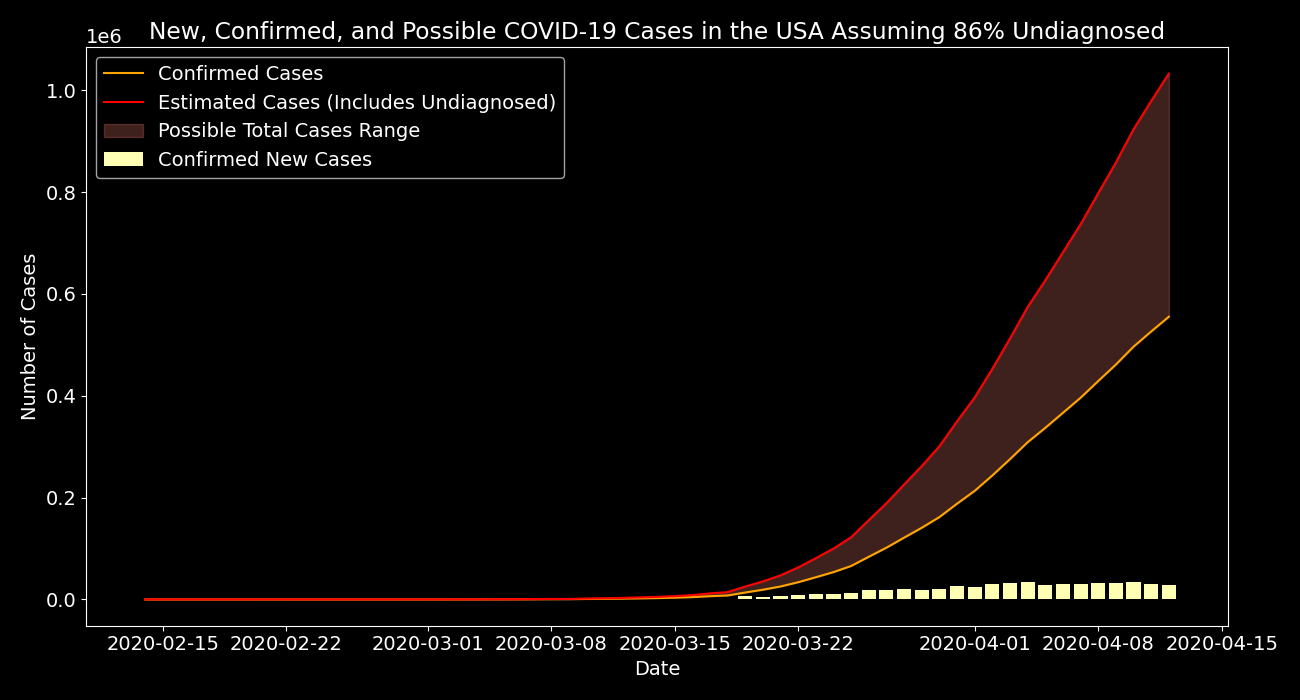 New, Confirmed, and Possible COVID-19 Cases in the USA Assuming 86% Undiagnosed
1e6
Confirmed Cases
Estimated Cases (Includes Undiagnosed)
Possible Total Cases Range
Confirmed New Cases
1.0
0.8
0.6
0.4
0.2
0.0
Number of Cases
2020-02-15 2020-02-22 2020-03-01 2020-03-08 2020-03-15 2020-03-22 2020-04-01 2020-04-08 2020-04-15
Date